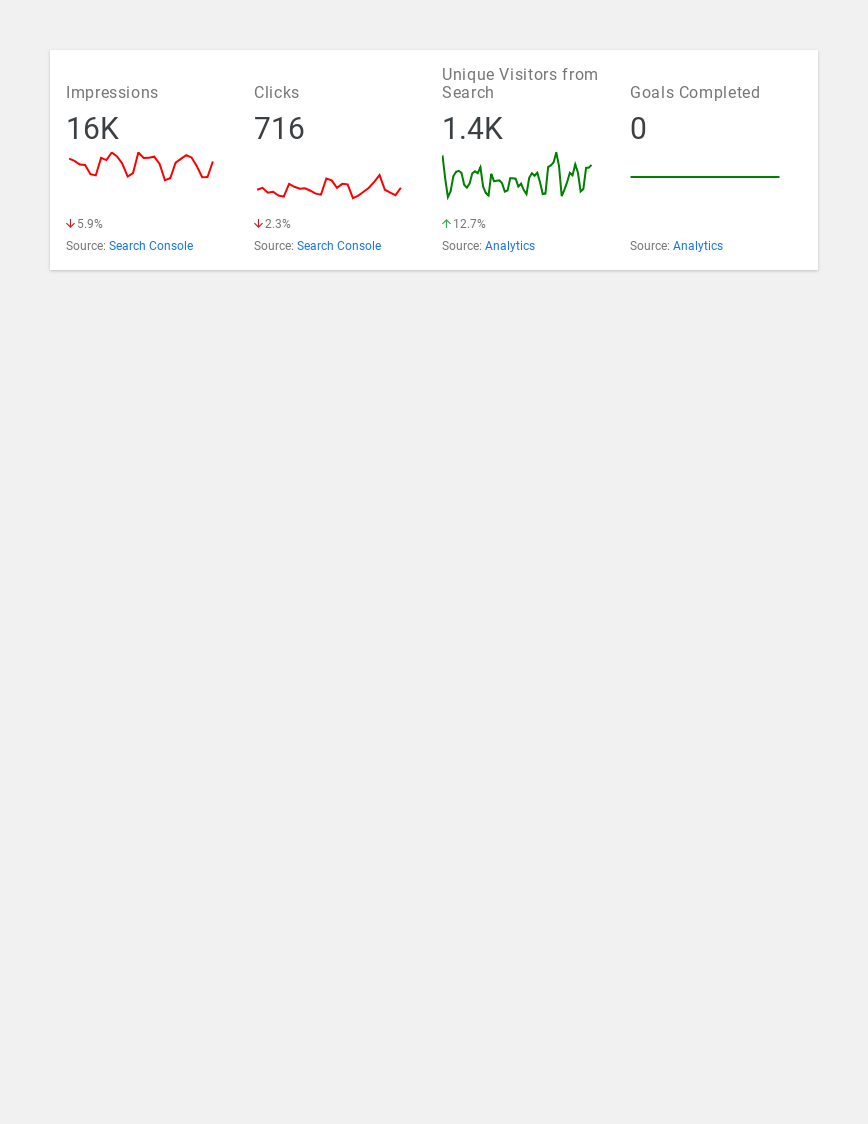 Impressions
16K
5.9%
Source: Search Console
Clicks
716
2.3%
Source: Search Console
Unique Visitors from
Search
1.4K
12.7%
Source: Analytics
Goals Completed
0
Source: Analytics